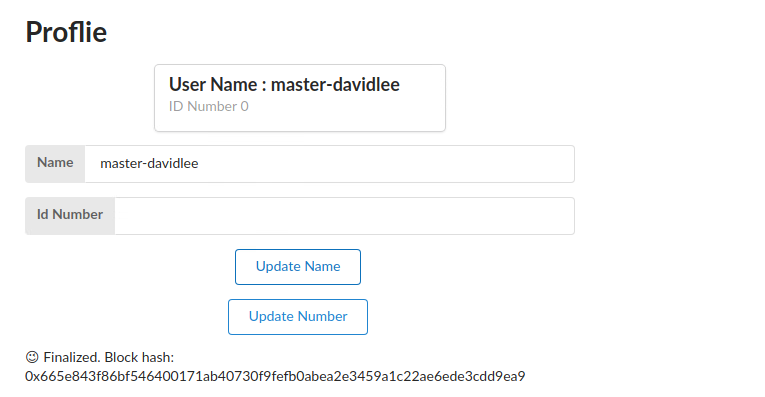 Proflie
User Name : master-davidlee
ID Number 0
Name master-davidlee
Id Number
Update Name
Update Number
😉 Finalized. Block hash:
0x665e843f86bf546400171ab40730f9fefb0abea2e3459a1c22ae6ede3cdd9ea9